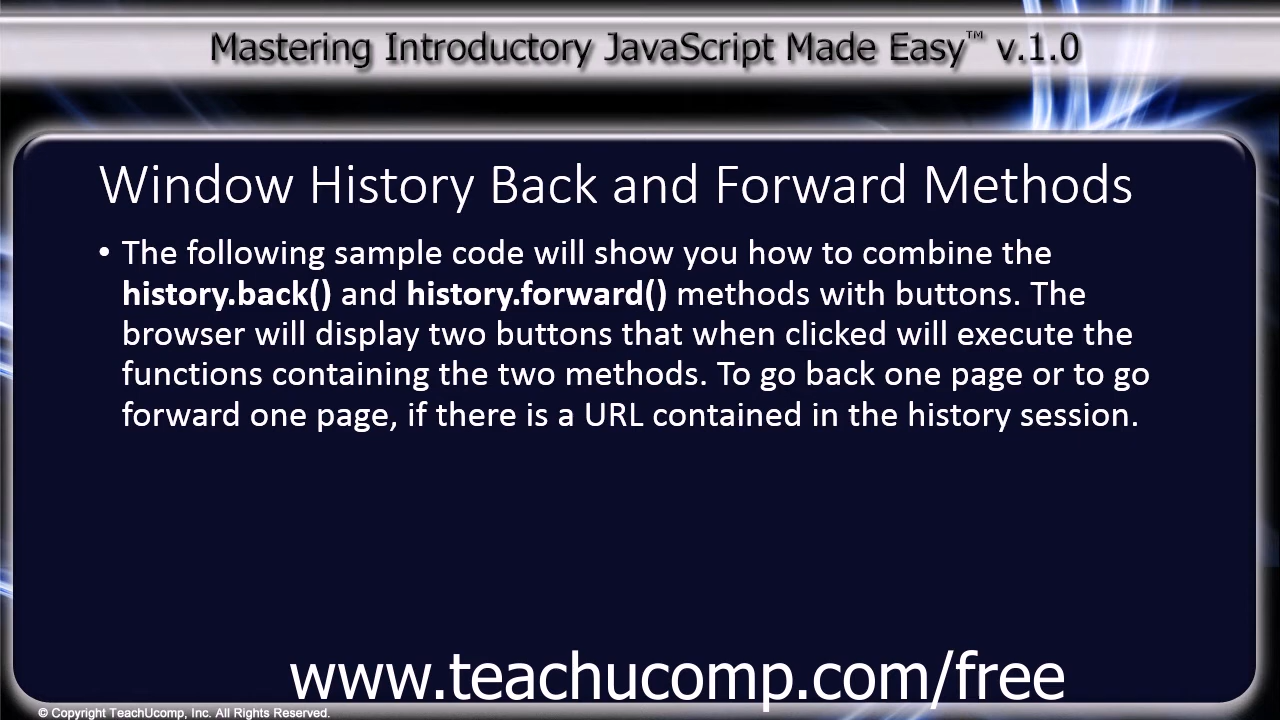 Mastering Introductory JavaScript Made Easy™ v.1.0
Window History Back and Forward Methods
• The following sample code will show you how to combine the
history.back() and history.forward() methods with buttons. The
browser will display two buttons that when clicked will execute the
functions containing the two methods. To go back one page or to go
forward one page, if there is a URL contained in the history session.
www.teachucomp.com/free
© Copyright TeachUcomp, Inc. All Rights Reserved.